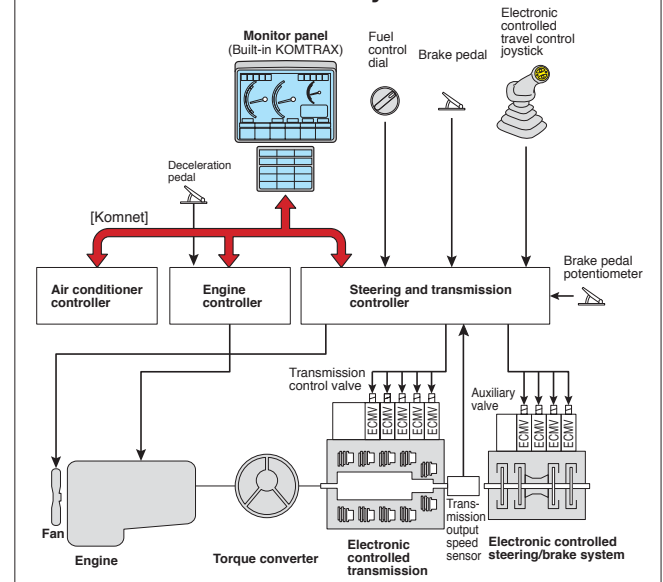 Monitor panel
(Built-in KOMTRAX)
Fuel
control
dial
Brake pedal
Electronic
controlled
travel control
joystick
Deceleration
pedal
[Komnet]
Air conditioner
controller
Engine
controller
Steering and transmission
controller
Brake pedal
potentiometer
Transmission
control valve
ECMV
ECMV
ECMV
ECMV
ECMV
Auxiliary
valve
ECMV
ECMV
ECMV
ECMV
Fan
Engine
Torque converter
Electronic
controlled
transmission
Trans-
mission
output
speed
sensor
Electronic controlled
steering/brake system